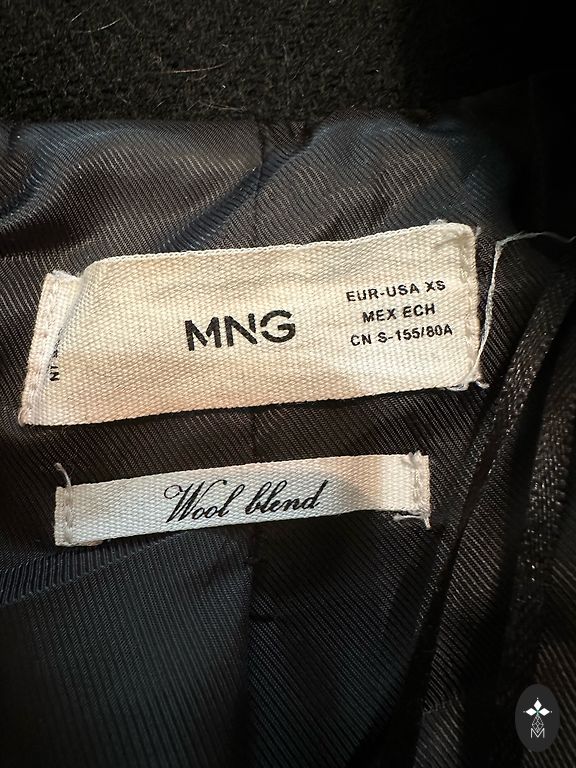 MNG
EUR-USA XS
MEX ECH
CN S-155/80A
Wool blend